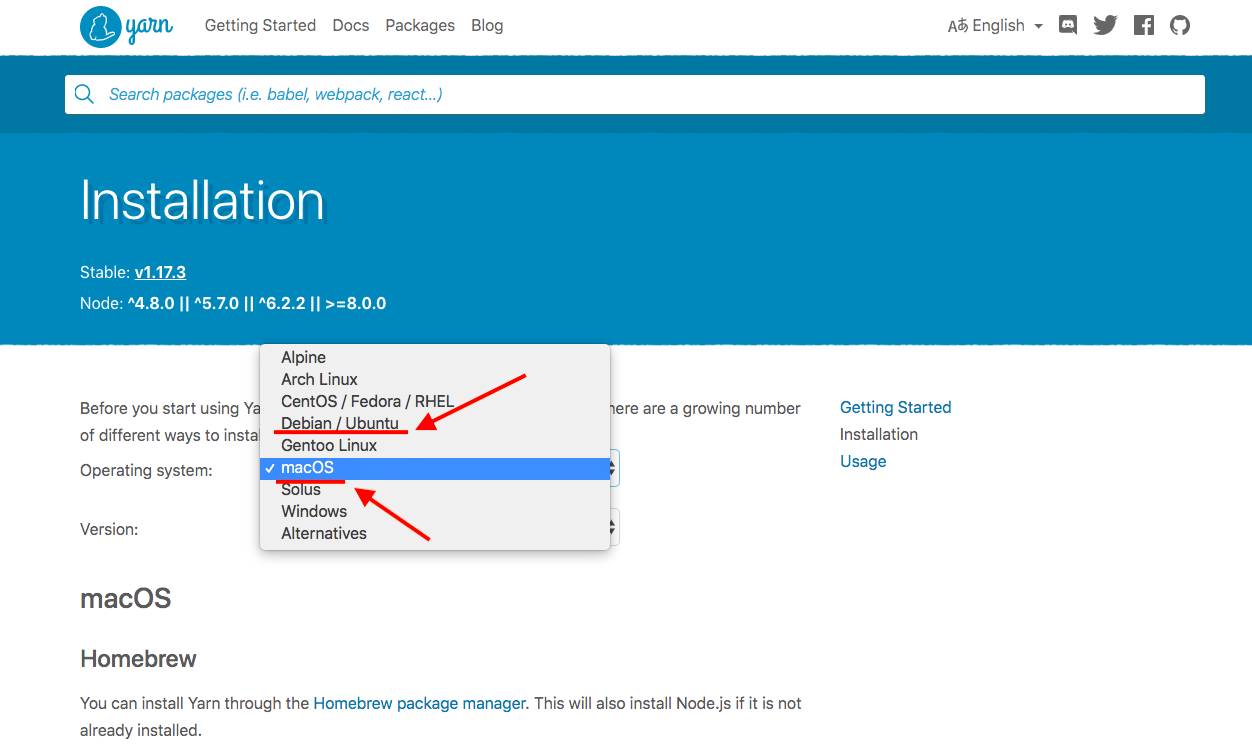 yarn Getting Started Docs Packages Blog Aあ English
Search packages (i.e. babel, webpack, react...)
Installation
Stable: v1.17.3
Node: ^4.8.0 || ^5.7.0 || ^6.2.2 || >=8.0.0
Alpine
Arch Linux
CentOS / Fedora / RHEL
Debian / Ubuntu
Gentoo Linux
✓ macOS
Solus
Windows
Alternatives
Before you start using Ya here are a growing number
of different ways to instal
Operating system:
Version:
Getting Started
Installation
Usage
macOS
Homebrew
You can install Yarn through the Homebrew package manager. This will also install Node.js if it is not
already installed.